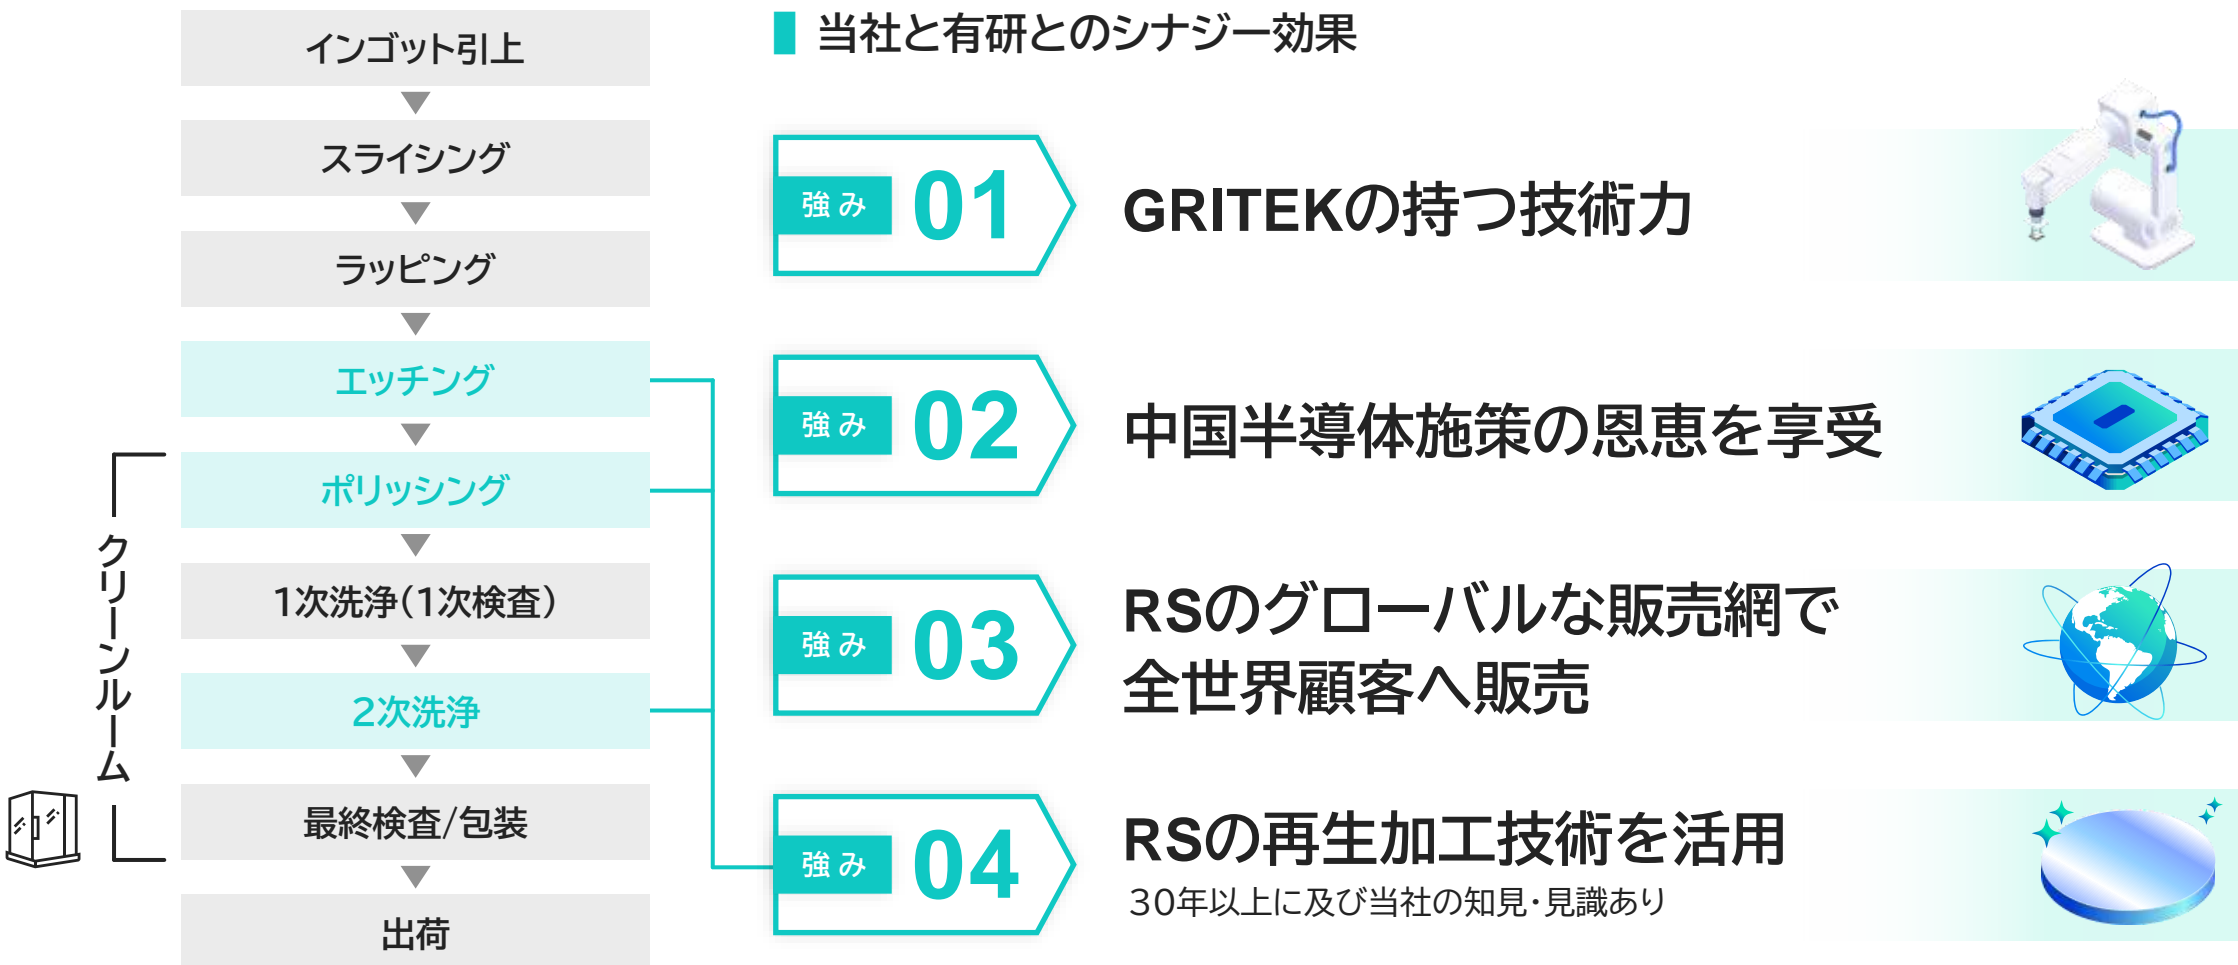 インゴット引上
スライシング
ラッピング
エッチング
ポリッシング
1次洗浄(1次検査)
2次洗浄
最終検査/包装
出荷
クリーンルーム
当社と有研とのシナジー効果
強み 01
GRITEKの持つ技術力
強み 02
中国半導体施策の恩恵を享受
強み 03
RSのグローバルな販売網で
全世界顧客へ販売
強み 04
RSの再生加工技術を活用
30年以上に及び当社の知見・見識あり